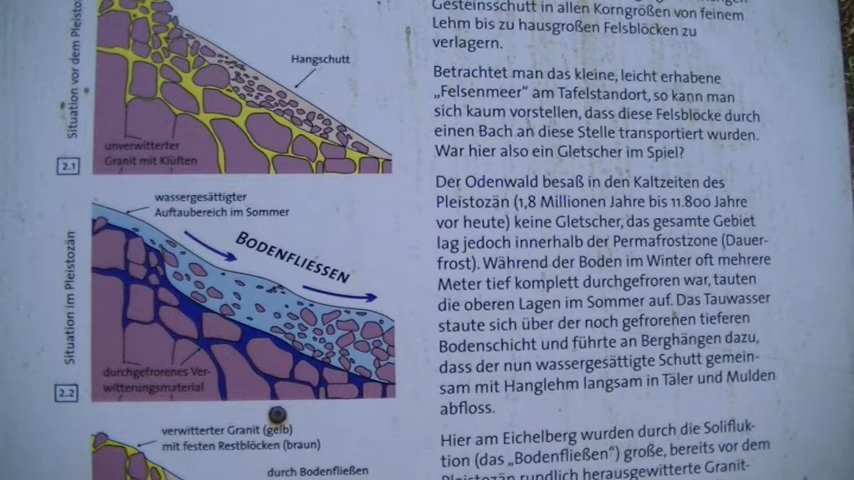 Situation vor dem Pleisto
Hangschutt
unverwitterter
Granit mit Klüften
2.1
wassergesättigter
Auftaubereich im Sommer
BODENFLIESSEN
Situation im Pleistozän
durchgefrorenes Ver-
witterungsmaterial
2.2
verwitterter Granit (gelb)
mit festen Restblöcken (braun)
durch Bodenfließen
Gesteinsschutt in allen Korngrößen von feinem
Lehm bis zu hausgroßen Felsblöcken zu
verlagern.
Betrachtet man das kleine, leicht erhabene
„Felsenmeer“ am Tafelstandort, so kann man
sich kaum vorstellen, dass diese Felsblöcke durch
einen Bach an diese Stelle transportiert wurden.
War hier also ein Gletscher im Spiel?
Der Odenwald besaß in den Kaltzeiten des
Pleistozän (1,8 Millionen Jahre bis 11.800 Jahre
vor heute) keine Gletscher, das gesamte Gebiet
lag jedoch innerhalb der Permafrostzone (Dauer-
frost). Während der Boden im Winter oft mehrere
Meter tief komplett durchgefroren war, tauten
die oberen Lagen im Sommer auf. Das Tauwasser
staute sich über der noch gefrorenen tieferen
Bodenschicht und führte an Berghängen dazu,
dass der nun wassergesättigte Schutt gemein-
sam mit Hanglehm langsam in Täler und Mulden
abfloss.
Hier am Eichelberg wurden durch die Solifluk-
tion (das „Bodenfließen“) große, bereits vor dem
Pleistozän rundlich herausgewitterte Granit-